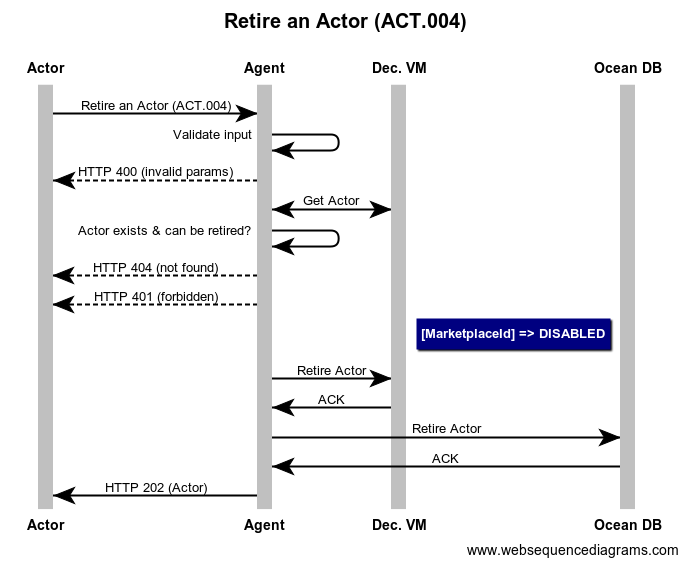 Retire an Actor (ACT.004)
Actor Agent Dec. VM Ocean DB
Retire an Actor (ACT.004)
Validate input
HTTP 400 (invalid params)
Get Actor
Actor exists & can be retired?
HTTP 404 (not found)
HTTP 401 (forbidden)
[MarketplaceId] => DISABLED
Retire Actor
ACK
Retire Actor
ACK
HTTP 202 (Actor)
Actor Agent Dec. VM Ocean DB
www.websequencediagrams.com